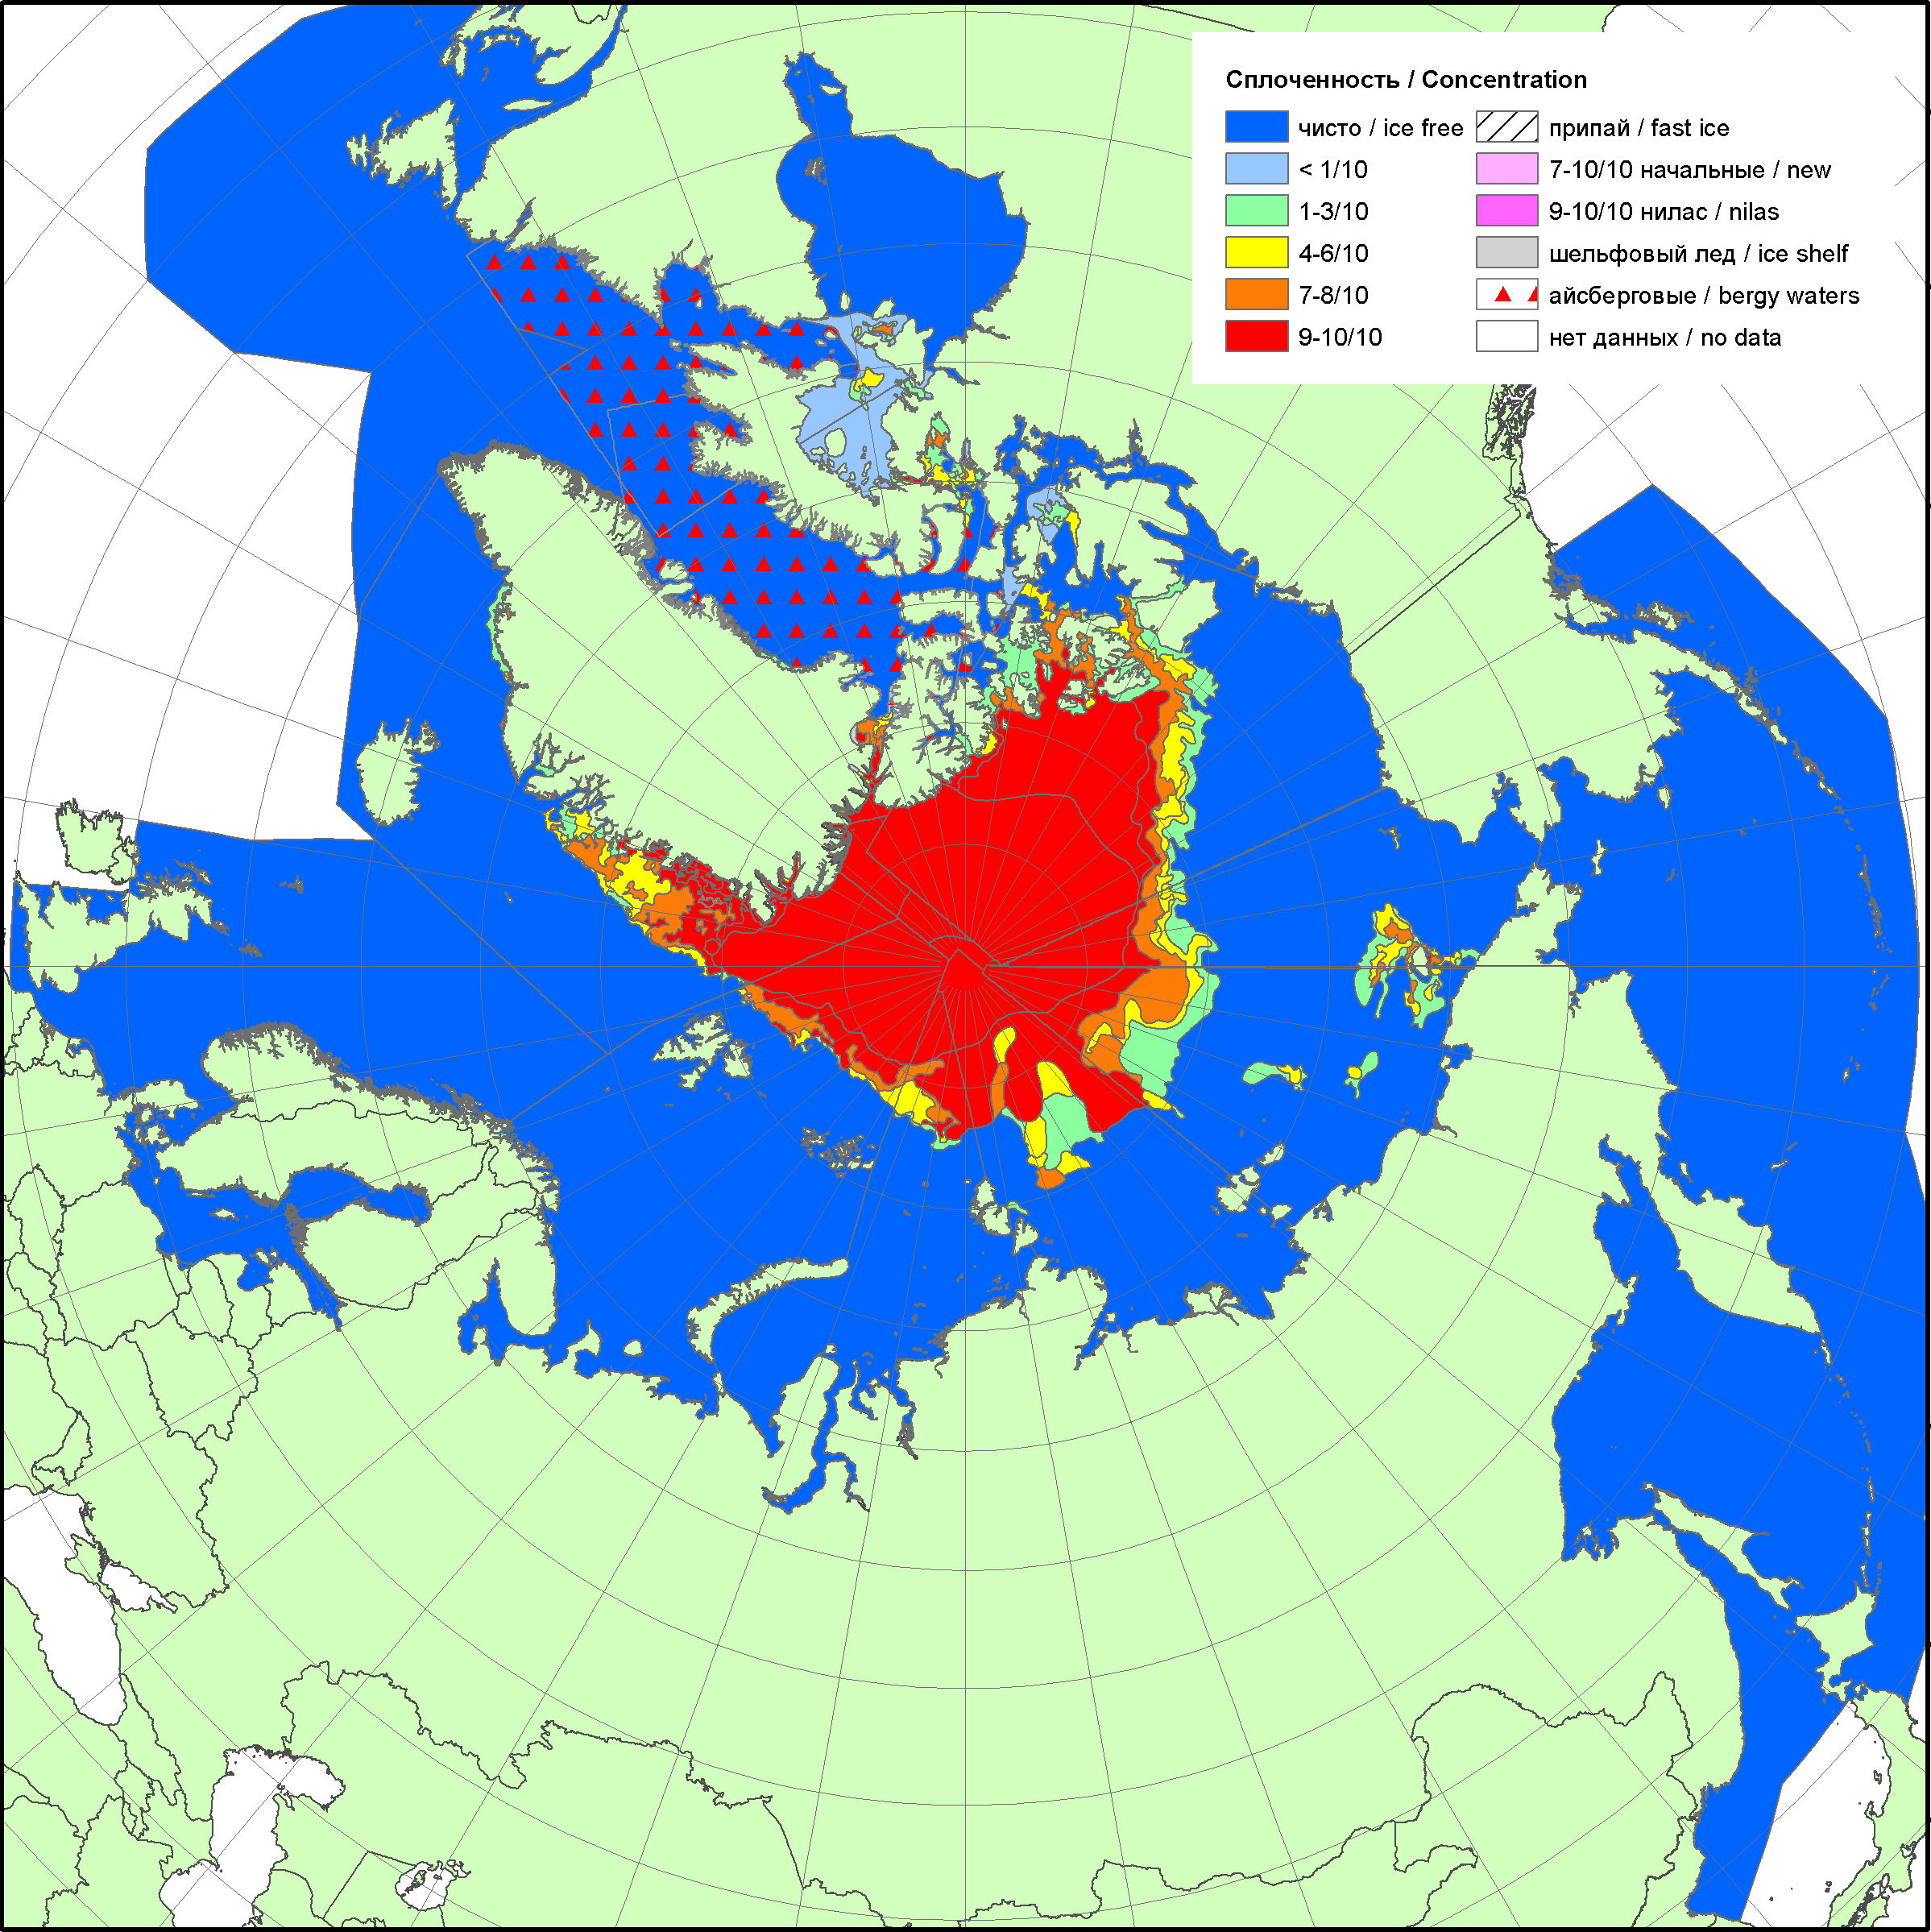 Сплоченность / Concentration
чисто / ice free
< 1/10
1-3/10
4-6/10
7-8/10
9-10/10
припай / fast ice
7-10/10 начальные / new
9-10/10 нилас / nilas
шельфовый лед / ice shelf
айсберговые / bergy waters
нет данных / no data